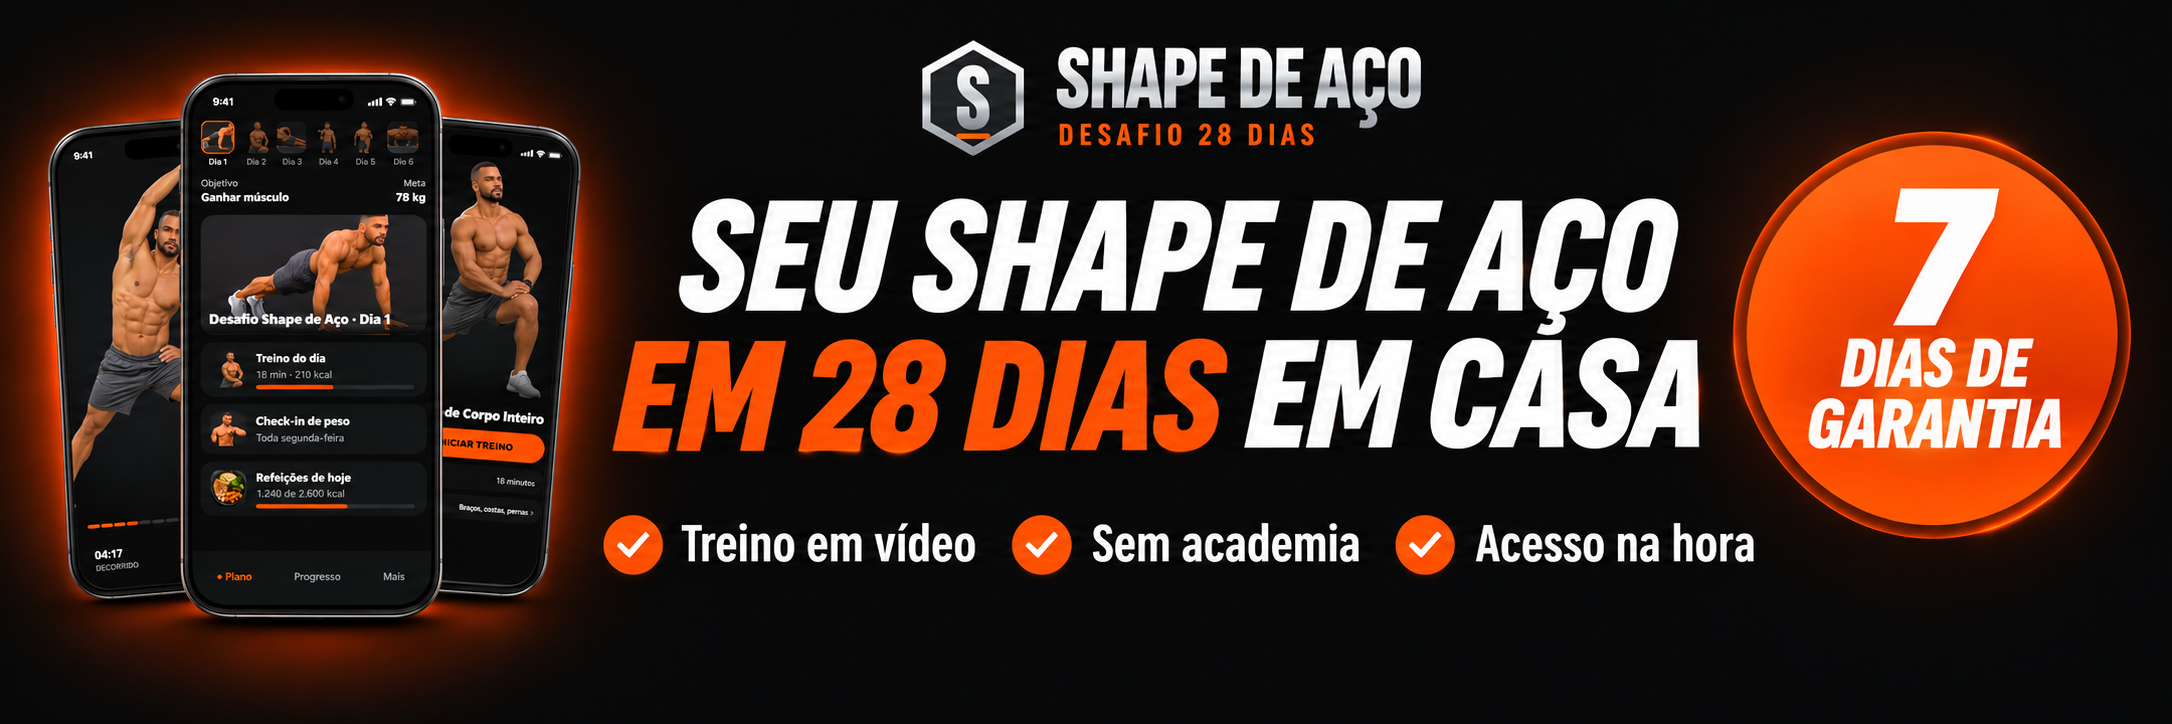 9:41
04:17
DECORRIDO
9:41
Dia 1 Dia 2 Dia 3 Dia 4 Dia 5 Dia 6
Objetivo Meta
Ganhar músculo 78 kg
Desafio Shape de Aço · Dia 1
Treino do dia
18 min · 210 kcal
Check-in de peso
Toda segunda-feira
Refeições de hoje
1.240 de 2.600 kcal
• Plano Progresso Mais
de Corpo Inteiro
NICIAR TREINO
18 minutos
Braços, costas, pernas >
S
SHAPE DE AÇO
DESAFIO 28 DIAS
SEU SHAPE DE AÇO
EM 28 DIAS EM CASA
Treino em vídeo Sem academia Acesso na hora
7
DIAS DE
GARANTIA